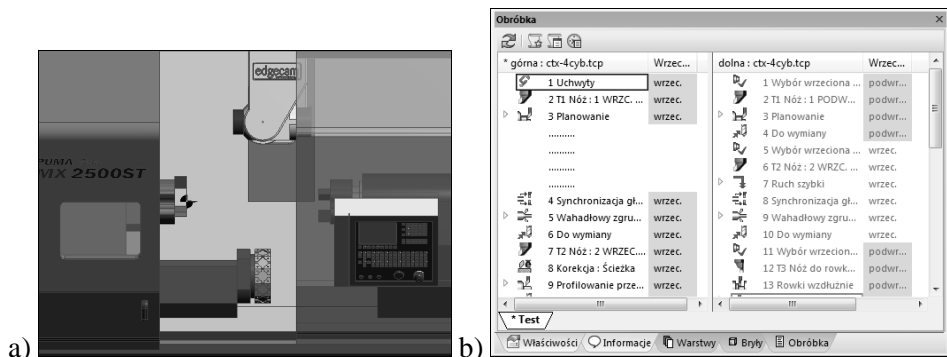 edgecam
PUMA
MX 2500ST
a)
b)
Obróbka
* górna : ctx-4cyb.tcp Wrzec...
1 Uchwyty wrzec.
2 T1 Nóż : 1 WRZC. ... wrzec.
3 Planowanie wrzec.
..........
..........
..........
..........
4 Synchronizacja gł... wrzec.
5 Wahadłowy zgru... wrzec.
6 Do wymiany wrzec.
7 T2 Nóż : 2 WRZEC.... wrzec.
8 Korekcja : Ścieżka wrzec.
9 Profilowanie prze... wrzec.
dolna : ctx-4cyb.tcp Wrzec...
1 Wybór wrzeciona ... podwr...
2 T1 Nóż : 1 PODW... podwr...
3 Planowanie podwr...
4 Do wymiany podwr...
5 Wybór wrzeciona ... wrzec.
6 T2 Nóż : 2 WRZEC. ... wrzec.
7 Ruch szybki wrzec.
8 Synchronizacja gł... wrzec.
9 Wahadłowy zgru... wrzec.
10 Do wymiany wrzec.
11 Wybór wrzecion... podwr...
12 T3 Nóż do rowk... podwr...
13 Rowki wzdłużnie podwr...
* Test
Właściwości Informacje Warstwy Bryły Obróbka